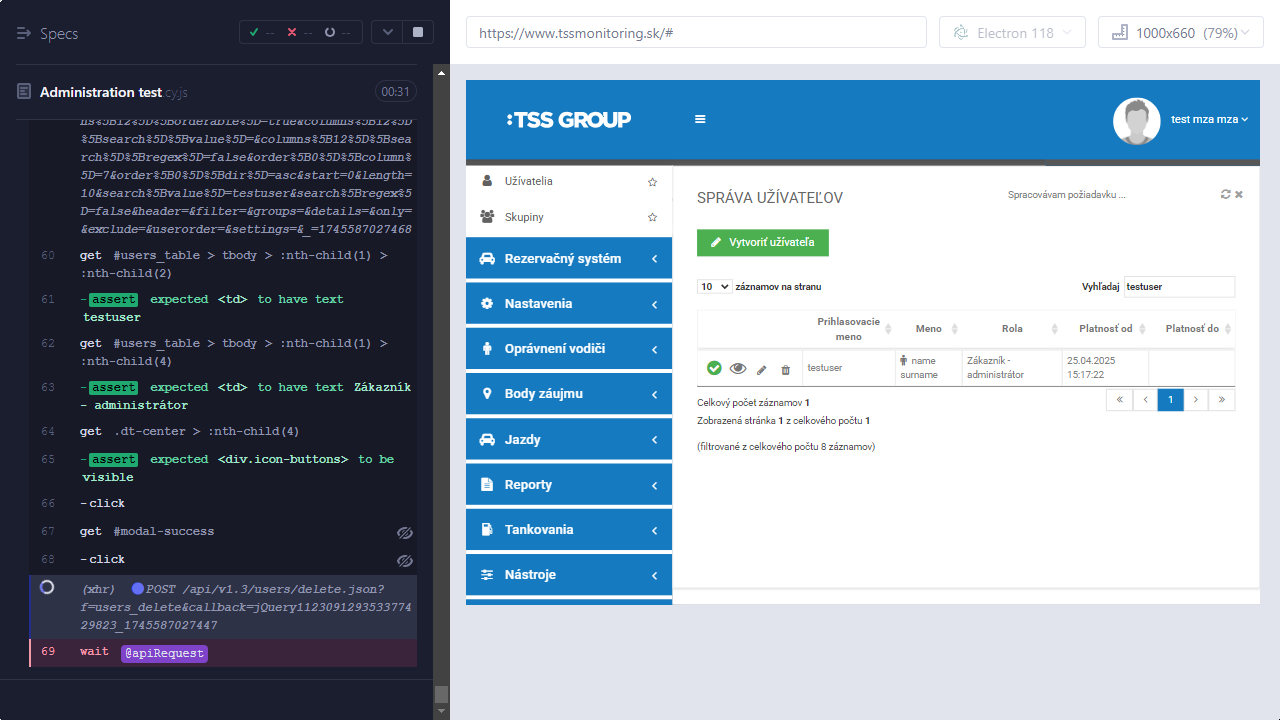 Specs
-- -- --
Administration test.cy.js
00:31
ns%5B12%5D%5Borderable%5D=true&columns%5B12%5D
%5Bsearch%5D%5Bvalue%5D=&columns%5B12%5D%5Bsea
rch%5D%5Bregex%5D=false&order%5B0%5D%5Bcolumn%
5D=7&order%5B0%5D%5Bdir%5D=asc&start=0&length=
10&search%5Bvalue%5D=testuser&search%5Bregex%5
D=false&header=&filter=&groups=&details=&only=
&exclude=&userorder=&settings=&_=1745587027468
60 get #users_table > tbody > :nth-child(1) >
:nth-child(2)
61 -assert expected <td> to have text
testuser
62 get #users_table > tbody > :nth-child(1) >
:nth-child(4)
63 -assert expected <td> to have text Zákazník
- administrátor
64 get .dt-center > :nth-child(4)
65 -assert expected <div.icon-buttons> to be
visible
66 -click
67 get #modal-success
68 -click
(xhr) POST /api/v1.3/users/delete.json?
f=users_delete&callback=jQuery1123091293533774
29823_1745587027447
69 wait @apiRequest
https://www.tssmonitoring.sk/#
Electron 118
1000x660 (79%)
:TSS GROUP
test mza mza
Užívatelia
Skupiny
Rezervačný systém
Nastavenia
Oprávnení vodiči
Body záujmu
Jazdy
Reporty
Tankovania
Nástroje
SPRÁVA UŽÍVATEĽOV
Spracovávam požiadavku ...
Vytvoriť užívateľa
10 záznamov na stranu
Vyhľadaj testuser
Prihlasovacie meno Meno Rola Platnosť od Platnosť do
testuser name surname Zákazník - administrátor 25.04.2025 15:17:22
Celkový počet záznamov 1
« ‹ 1 › »
Zobrazená stránka 1 z celkového počtu 1
(filtrované z celkového počtu 8 záznamov)